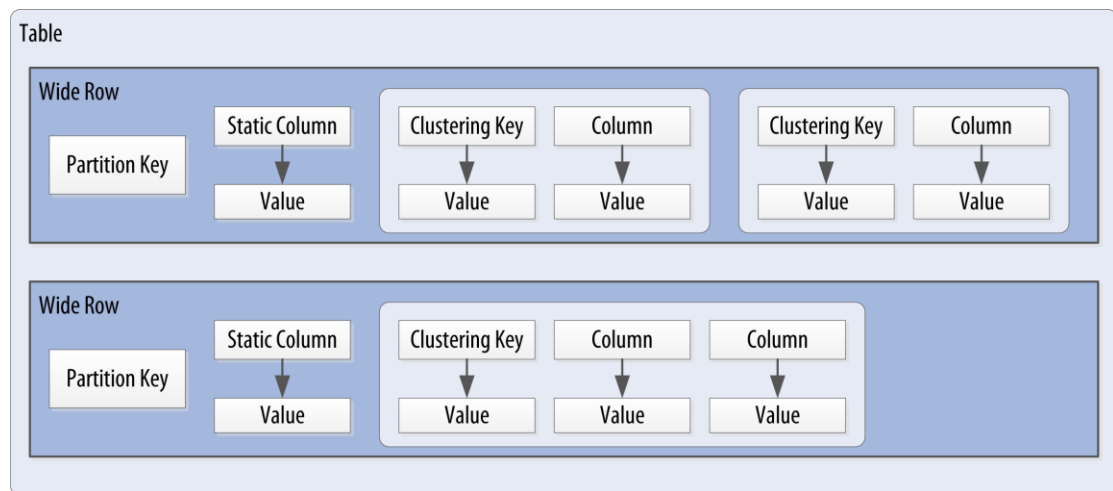 Table
Wide Row
Partition Key
Static Column
Value
Clustering Key
Value
Column
Value
Clustering Key
Value
Column
Value
Wide Row
Partition Key
Static Column
Value
Clustering Key
Value
Column
Value
Column
Value